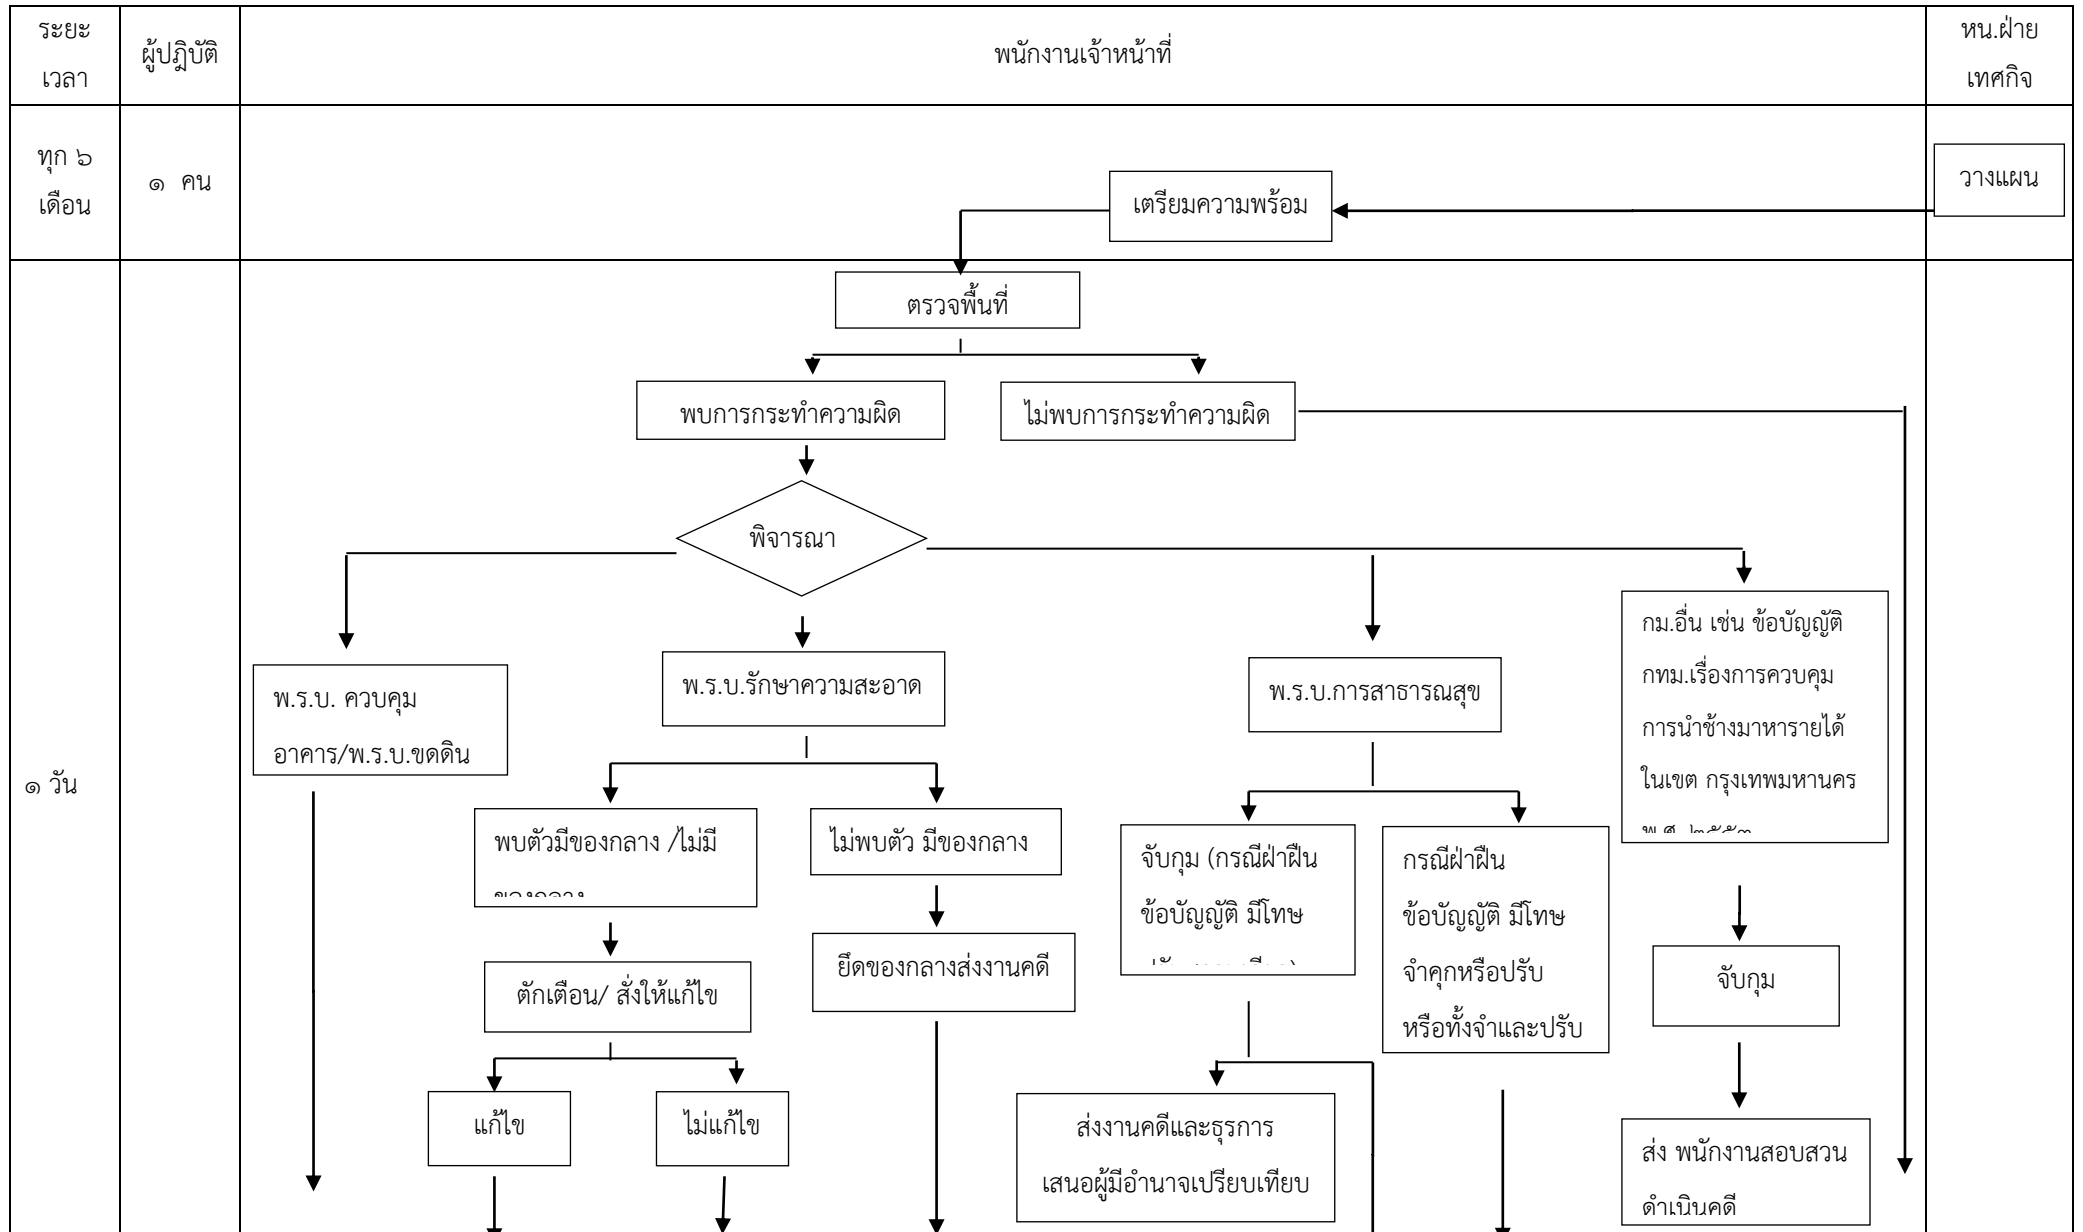 ระยะ
เวลา
ผู้ปฏิบัติ
พนักงานเจ้าหน้าที่
หน.ฝ่าย
เทศกิจ
ทุก ๖
เดือน
๑ คน
เตรียมความพร้อม
วางแผน
๑ วัน
ตรวจพื้นที่
พบการกระทำความผิด
ไม่พบการกระทำความผิด
พิจารณา
พ.ร.บ. ควบคุม
อาคาร/พ.ร.บ.ขดดิน
พ.ร.บ.รักษาความสะอาด
พ.ร.บ.การสาธารณสุข
กม.อื่น เช่น ข้อบัญญัติ
กทม.เรื่องการควบคุม
การนำช้างมาหารายได้
ในเขต กรุงเทพมหานคร
พบตัวมีของกลาง /ไม่มี
ของกลาง
ไม่พบตัว มีของกลาง
จับกุม (กรณีฝ่าฝืน
ข้อบัญญัติ มีโทษ
กรณีฝ่าฝืน
ข้อบัญญัติ มีโทษ
จำคุกหรือปรับ
หรือทั้งจำและปรับ
ตักเตือน/ สั่งให้แก้ไข
ยึดของกลางส่งงานคดี
จับกุม
แก้ไข
ไม่แก้ไข
ส่งงานคดีและธุรการ
เสนอผู้มีอำนาจเปรียบเทียบ
ส่ง พนักงานสอบสวน
ดำเนินคดี